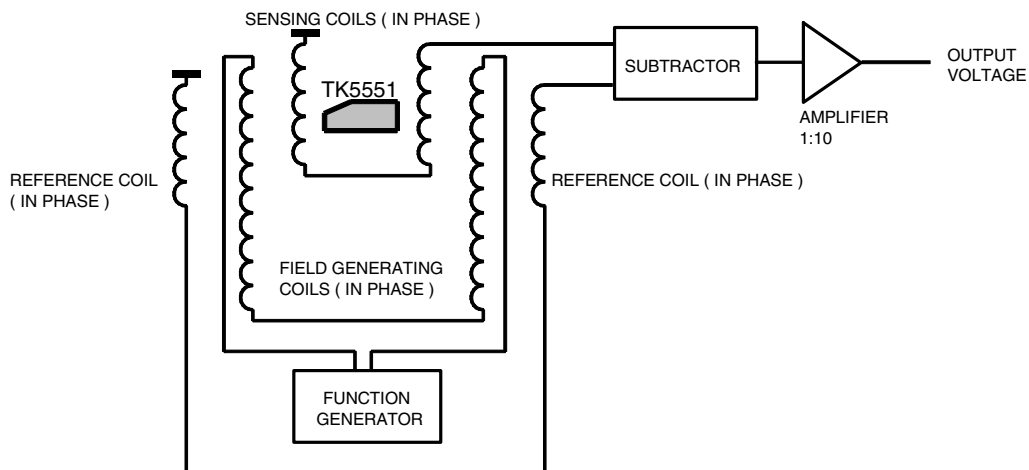 SENSING COILS ( IN PHASE )
TK5551
SUBTRACTOR
OUTPUT
VOLTAGE
AMPLIFIER
1:10
REFERENCE COIL
( IN PHASE )
REFERENCE COIL ( IN PHASE )
FIELD GENERATING
COILS ( IN PHASE )
FUNCTION
GENERATOR